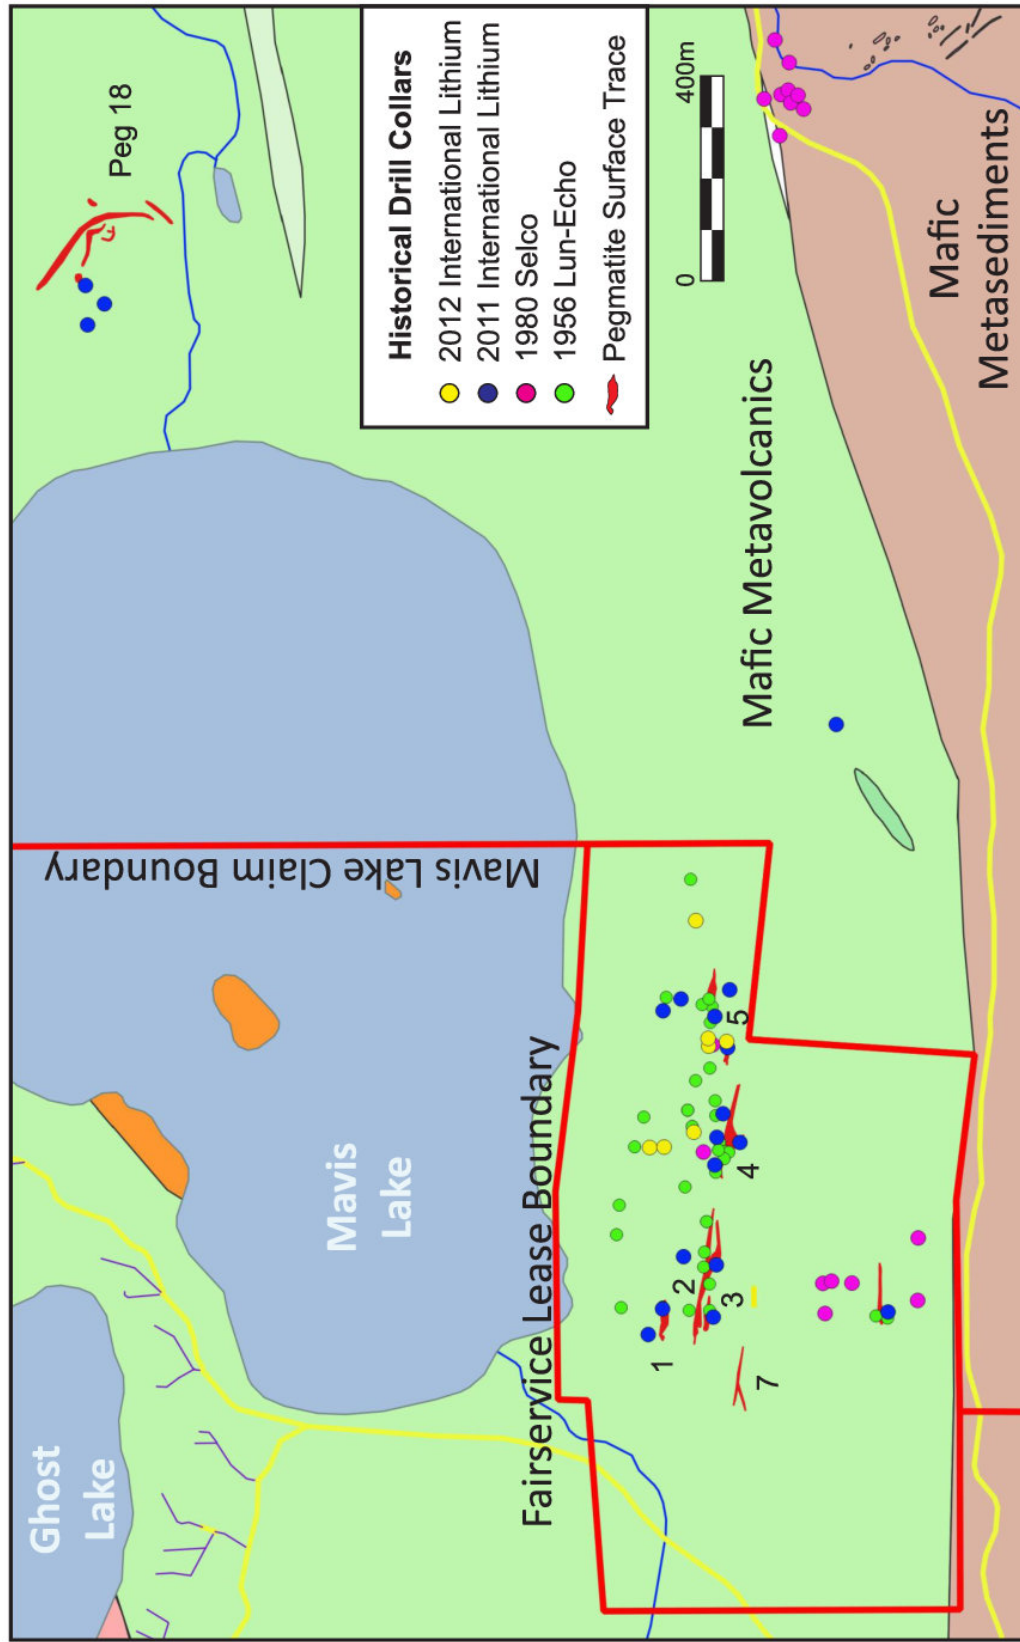 Ghost
Lake
Mavis
Lake
Mavis Lake Claim Boundary
Fairservice Lease Boundary
Peg 18
Historical Drill Collars
2012 International Lithium
2011 International Lithium
1980 Selco
1956 Lun-Echo
Pegmatite Surface Trace
0
400m
Mafic Metavolcanics
Mafic
Metasediments
1
2
3
4
5
7